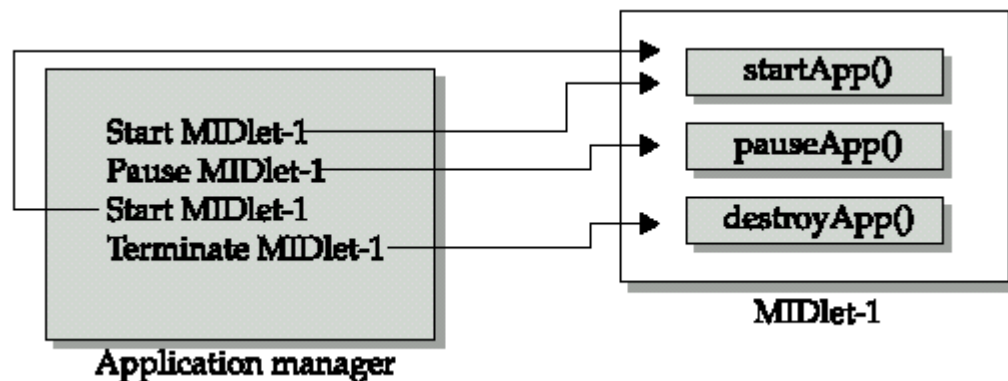 Start MIDlet-1
Pause MIDlet-1
Start MIDlet-1
Terminate MIDlet-1
Application manager
startApp()
pauseApp()
destroyApp()
MIDlet-1